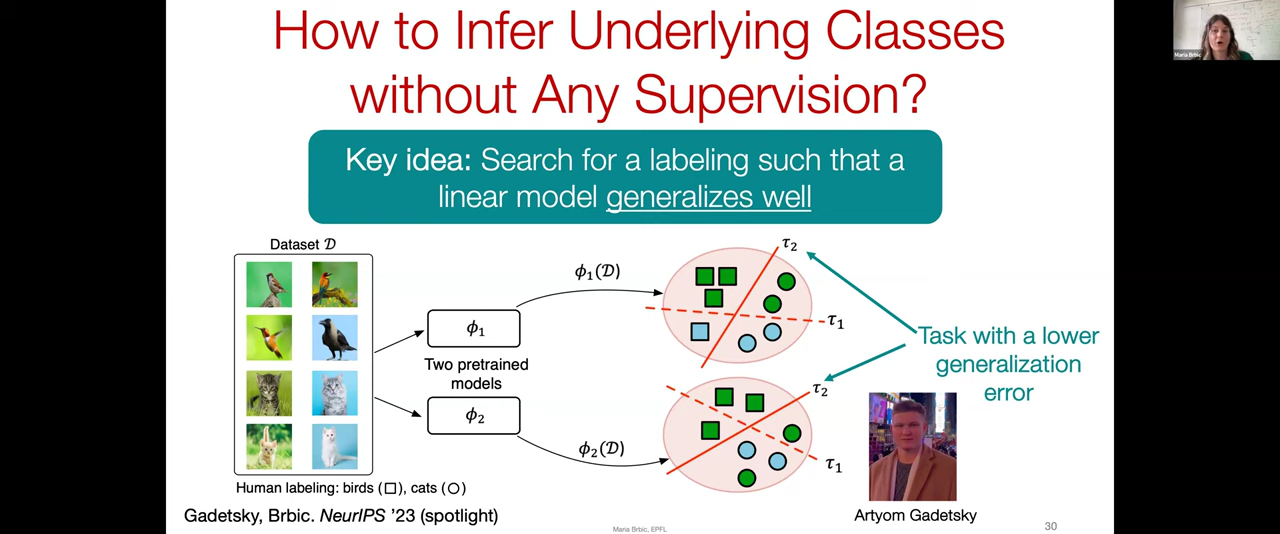 How to Infer Underlying Classes
without Any Supervision?
Maria Brbic
Key idea: Search for a labeling such that a
linear model generalizes well
Dataset 𝒟
ϕ₁(𝒟)
τ₂
ϕ₁
τ₁
Two pretrained
models
Task with a lower
generalization
error
τ₂
ϕ₂
ϕ₂(𝒟)
τ₁
Human labeling: birds (□), cats (○)
Gadetsky, Brbic. NeurIPS '23 (spotlight)
Artyom Gadetsky
Maria Brbic, EPFL
30